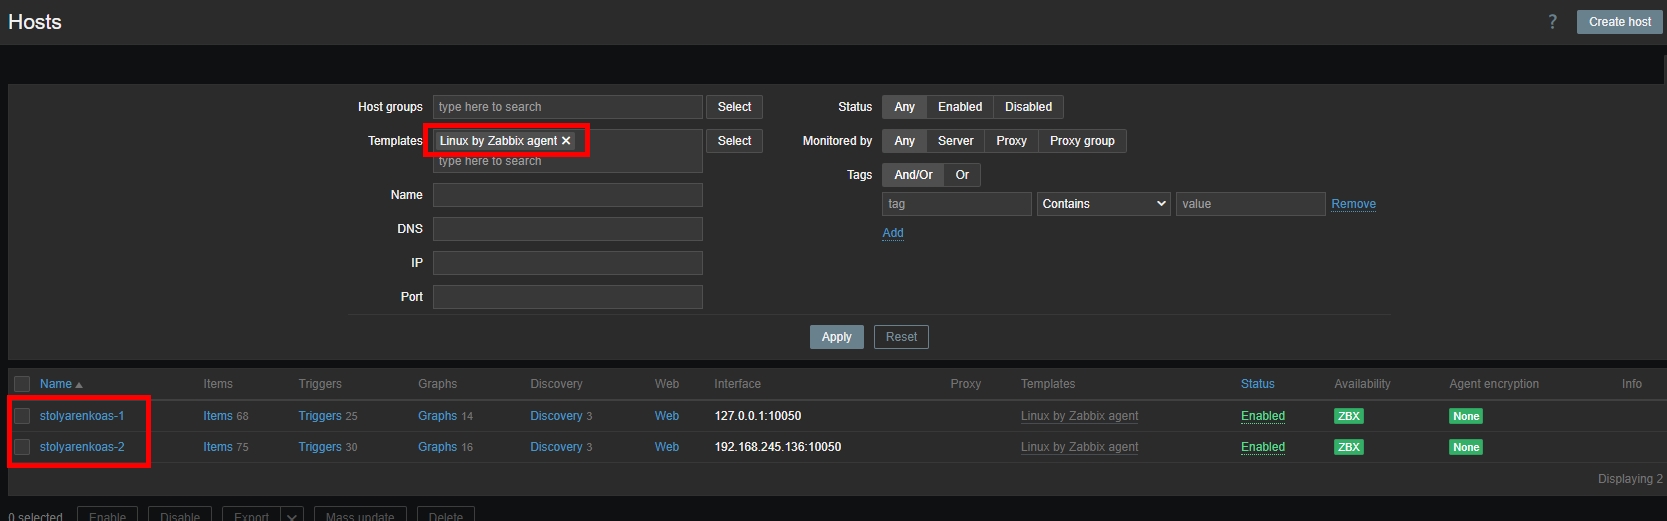 Hosts
? Create host
Host groups type here to search Select Status Any Enabled Disabled
Templates Linux by Zabbix agent × Select Monitored by Any Server Proxy Proxy group
type here to search
Tags And/Or Or
Name
tag Contains value Remove
DNS
Add
IP
Port
Apply Reset
Name Items Triggers Graphs Discovery Web Interface Proxy Templates Status Availability Agent encryption Info
stolyarenkoas-1 Items 68 Triggers 25 Graphs 14 Discovery 3 Web 127.0.0.1:10050 Linux by Zabbix agent Enabled ZBX None
stolyarenkoas-2 Items 75 Triggers 30 Graphs 16 Discovery 3 Web 192.168.245.136:10050 Linux by Zabbix agent Enabled ZBX None
Displaying 2
0 selected Enable Disable Export Mass update Delete